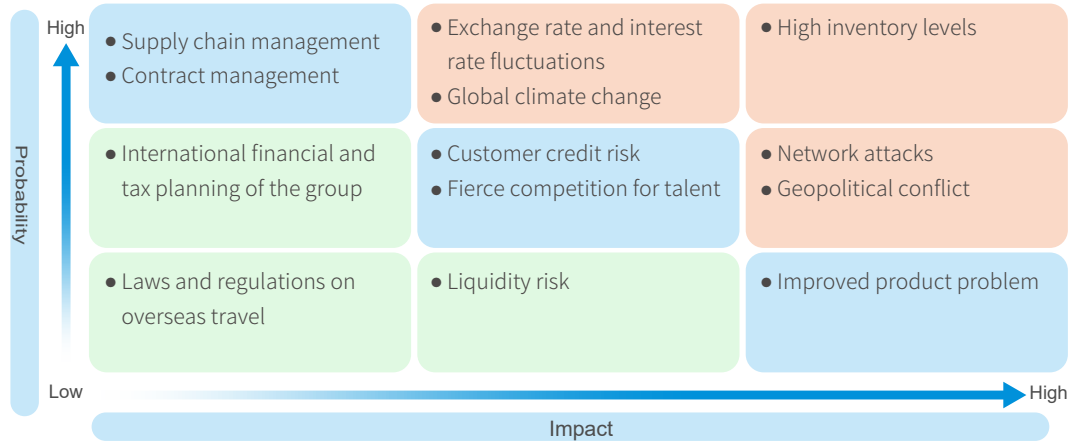 High
● Supply chain management
● Contract management
● Exchange rate and interest
rate fluctuations
● Global climate change
● High inventory levels
Probability
● International financial and
tax planning of the group
● Customer credit risk
● Fierce competition for talent
● Network attacks
● Geopolitical conflict
● Laws and regulations on
overseas travel
● Liquidity risk
● Improved product problem
Low
High
Impact